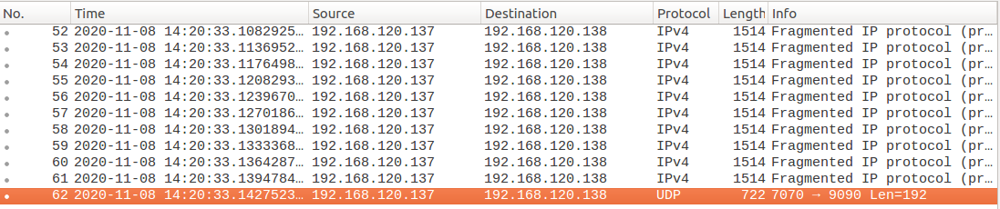 No. Time Source Destination Protocol Length Info
52 2020-11-08 14:20:33.1082925… 192.168.120.137 192.168.120.138 IPv4 1514 Fragmented IP protocol (pr…
53 2020-11-08 14:20:33.1136952… 192.168.120.137 192.168.120.138 IPv4 1514 Fragmented IP protocol (pr…
54 2020-11-08 14:20:33.1176498… 192.168.120.137 192.168.120.138 IPv4 1514 Fragmented IP protocol (pr…
55 2020-11-08 14:20:33.1208293… 192.168.120.137 192.168.120.138 IPv4 1514 Fragmented IP protocol (pr…
56 2020-11-08 14:20:33.1239670… 192.168.120.137 192.168.120.138 IPv4 1514 Fragmented IP protocol (pr…
57 2020-11-08 14:20:33.1270186… 192.168.120.137 192.168.120.138 IPv4 1514 Fragmented IP protocol (pr…
58 2020-11-08 14:20:33.1301894… 192.168.120.137 192.168.120.138 IPv4 1514 Fragmented IP protocol (pr…
59 2020-11-08 14:20:33.1333368… 192.168.120.137 192.168.120.138 IPv4 1514 Fragmented IP protocol (pr…
60 2020-11-08 14:20:33.1364287… 192.168.120.137 192.168.120.138 IPv4 1514 Fragmented IP protocol (pr…
61 2020-11-08 14:20:33.1394784… 192.168.120.137 192.168.120.138 IPv4 1514 Fragmented IP protocol (pr…
62 2020-11-08 14:20:33.1427523… 192.168.120.137 192.168.120.138 UDP 722 7070 → 9090 Len=192